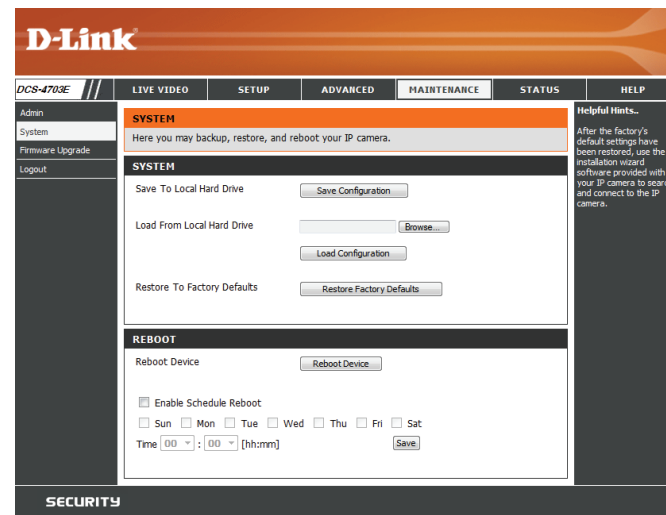 D-Link
DCS-4703E
LIVE VIDEO SETUP ADVANCED MAINTENANCE STATUS HELP
Admin
System
Firmware Upgrade
Logout
SYSTEM
Here you may backup, restore, and reboot your IP camera.
SYSTEM
Save To Local Hard Drive Save Configuration
Load From Local Hard Drive Browse...
Load Configuration
Restore To Factory Defaults Restore Factory Defaults
REBOOT
Reboot Device Reboot Device
Enable Schedule Reboot
Sun Mon Tue Wed Thu Fri Sat
Time 00 : 00 [hh:mm] Save
Helpful Hints..
After the factory's
default settings have
been restored, use the
installation wizard
software provided with
your IP camera to sear
and connect to the IP
camera.
SECURITY